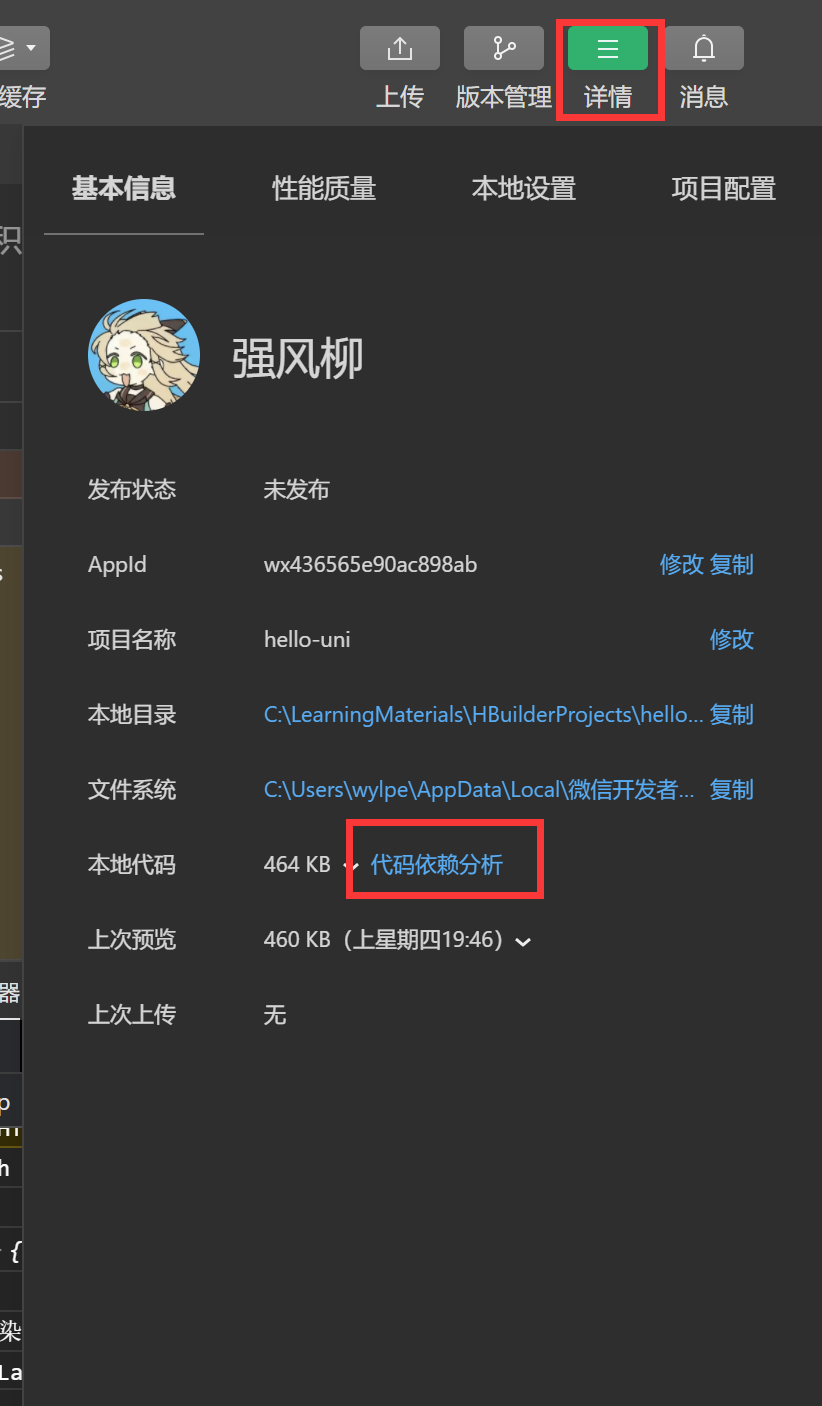 缓存
上传
版本管理
详情
消息
基本信息
性能质量
本地设置
项目配置
积
强风柳
发布状态 未发布
s
AppId wx436565e90ac898ab 修改 复制
项目名称 hello-uni 修改
本地目录 C:\LearningMaterials\HBuilderProjects\hello... 复制
文件系统 C:\Users\wylpe\AppData\Local\微信开发者... 复制
本地代码 464 KB 代码依赖分析
上次预览 460 KB（上星期四19:46）
器
上次上传 无
p
h
{
染
La